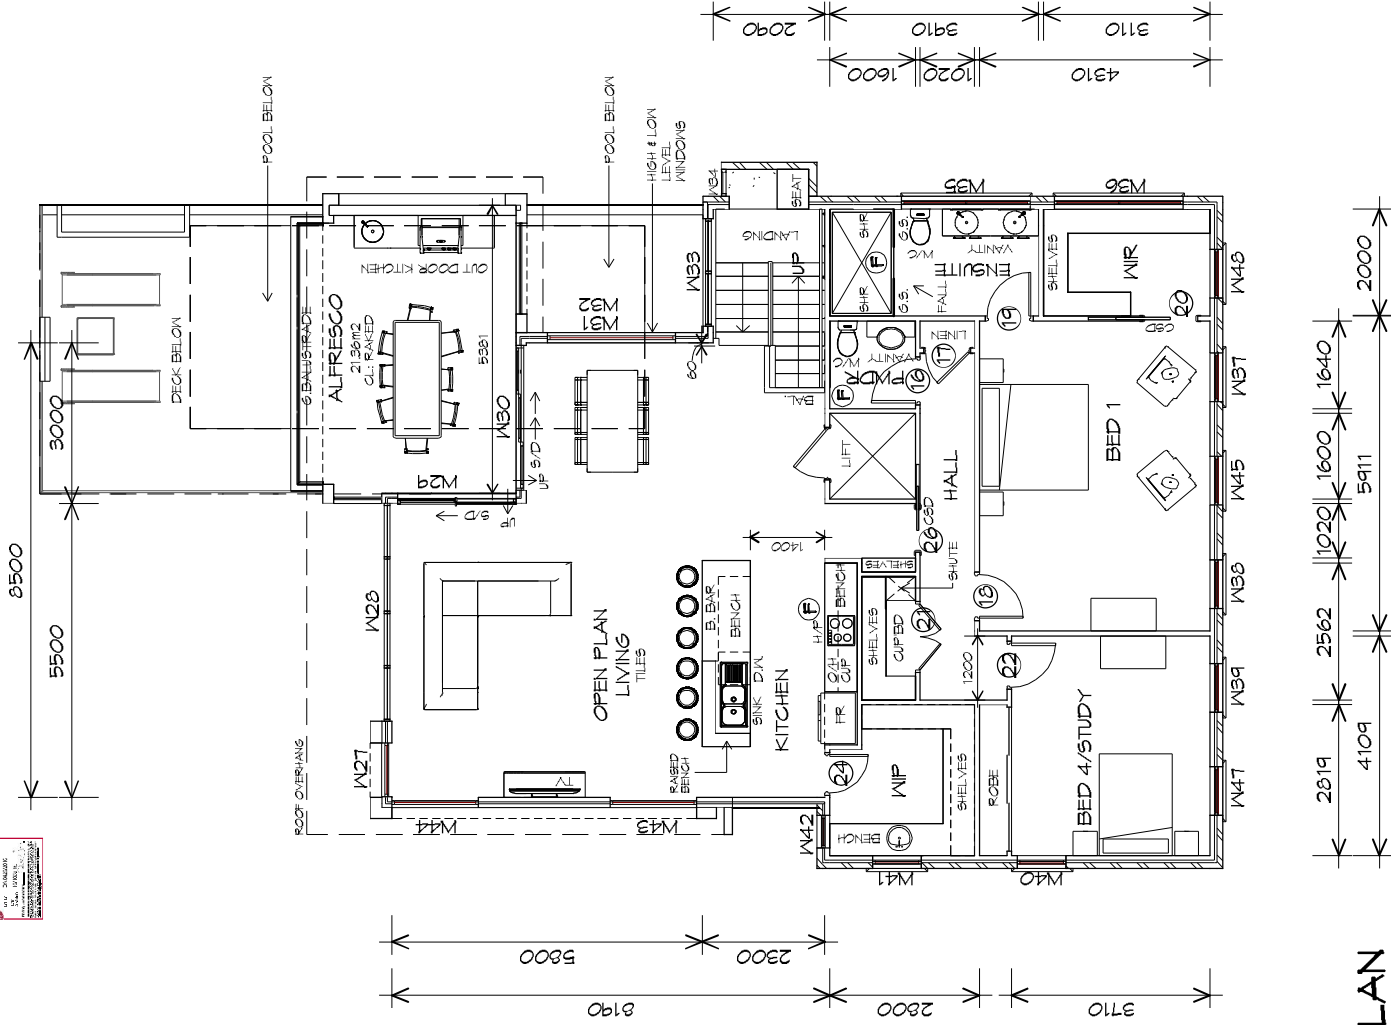 2090
3910
3110
1600
1020
4310
POOL BELOW
POOL BELOW
HIGH & LOW
LEVEL
WINDOWS
W34
SEAT
W35
W36
SHR
G.S.
W/C
VANITY
SHELVES
LANDING
UP
F
ENSUITE
WIR
W33
OUT DOOR KITCHEN
SHR
G.S.
FALL
W48
2000
W32
W31
19
20
CSD
G.BALUSTRADE
ALFRESCO
21.36m2
CL: RAKED
5381
60
W/C
VANITY
LINEN
17
DECK BELOW
PWDR
16
F
W37
1640
3000
W30
BAL.
BED 1
S/D
UP
LIFT
HALL
W45
1600
5911
W29
S/D
UP
CSD
26
1400
1020
8500
5500
W28
SHELVES
SHUTE
B. BAR
BENCH
H/P
F
BENCH
SHELVES
CUPBD
21
18
W38
2562
OPEN PLAN
LIVING
TILES
O/H
CUP
1200
22
W39
SINK
D.W.
KITCHEN
FR
BED 4/STUDY
4109
ROOF OVERHANG
W27
TV
RAISED
BENCH
24
WIP
SHELVES
ROBE
W47
2819
W44
W43
W42
BENCH
W41
W40
5800
2300
8190
2800
3710
LAN